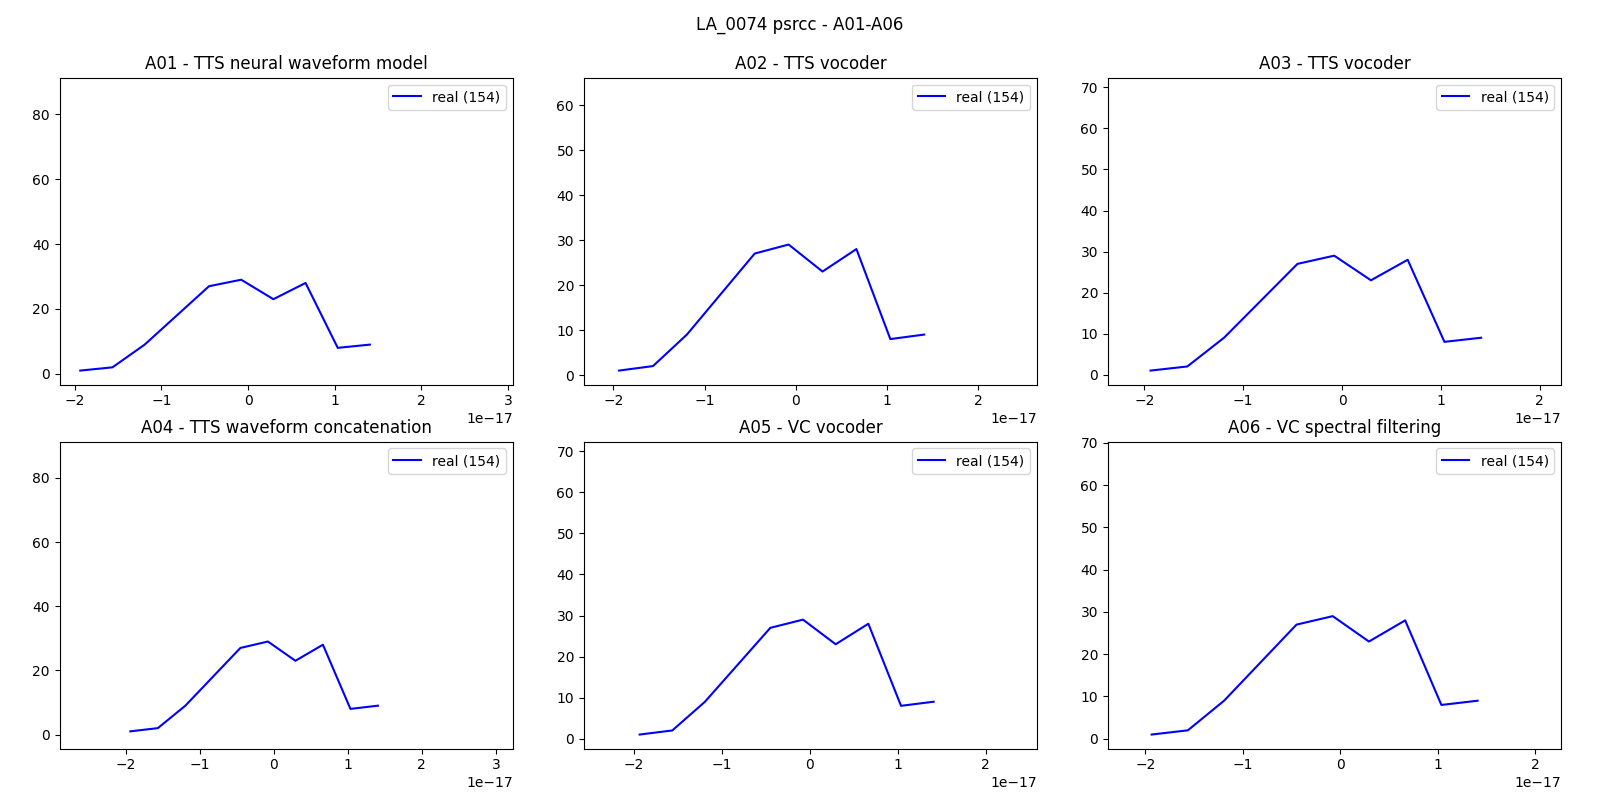 LA_0074 psrcc - A01-A06
A01 - TTS neural waveform model
real (154)
80
60
40
20
0
−2 −1 0 1 2 3
1e−17
A02 - TTS vocoder
real (154)
60
50
40
30
20
10
0
−2 −1 0 1 2
1e−17
A03 - TTS vocoder
real (154)
70
60
50
40
30
20
10
0
−2 −1 0 1 2
1e−17
A04 - TTS waveform concatenation
real (154)
80
60
40
20
0
−2 −1 0 1 2 3
1e−17
A05 - VC vocoder
real (154)
70
60
50
40
30
20
10
0
−2 −1 0 1 2
1e−17
A06 - VC spectral filtering
real (154)
70
60
50
40
30
20
10
0
−2 −1 0 1 2
1e−17